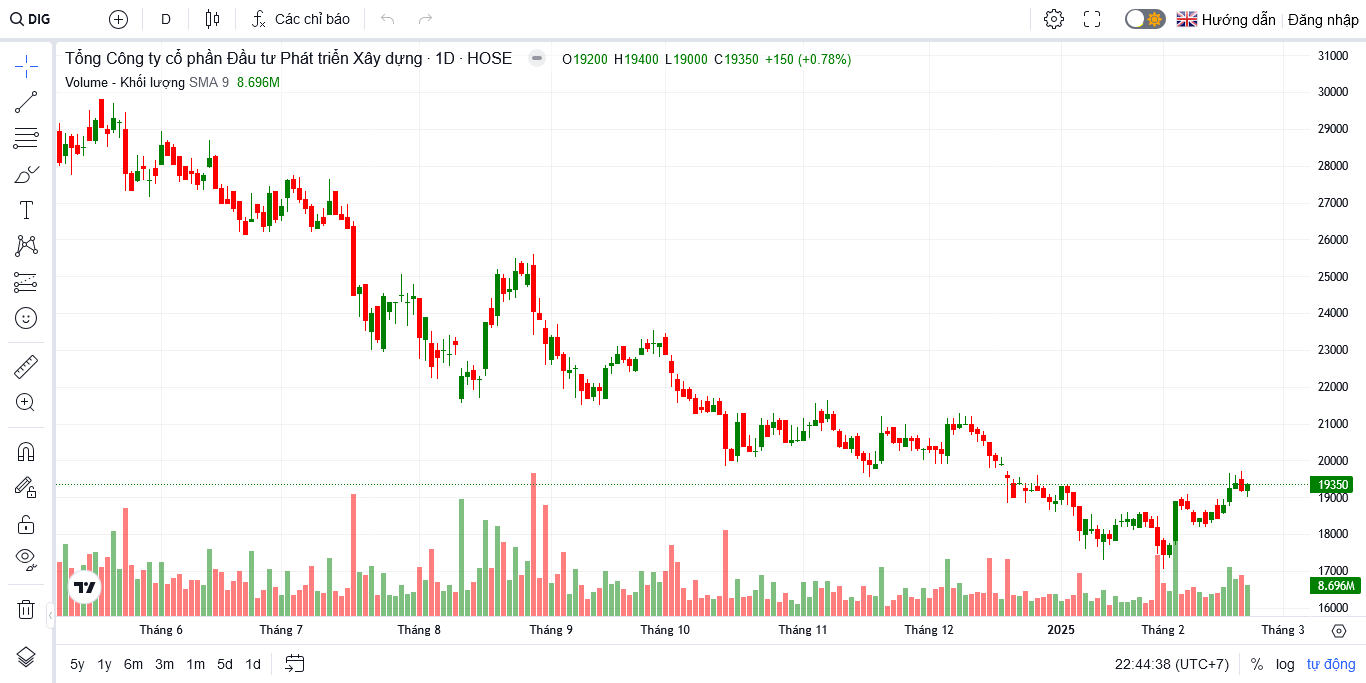 DIG D Các chỉ báo Hướng dẫn Đăng nhập
Tổng Công ty cổ phần Đầu tư Phát triển Xây dựng · 1D · HOSE O19200 H19400 L19000 C19350 +150 (+0.78%)
Volume - Khối lượng SMA 9 8.696M
31000
30000
29000
28000
27000
26000
25000
24000
23000
22000
21000
20000
19350
19000
18000
17000
8.696M
16000
Tháng 6 Tháng 7 Tháng 8 Tháng 9 Tháng 10 Tháng 11 Tháng 12 2025 Tháng 2 Tháng 3
5y 1y 6m 3m 1m 5d 1d 22:44:38 (UTC+7) % log tự động